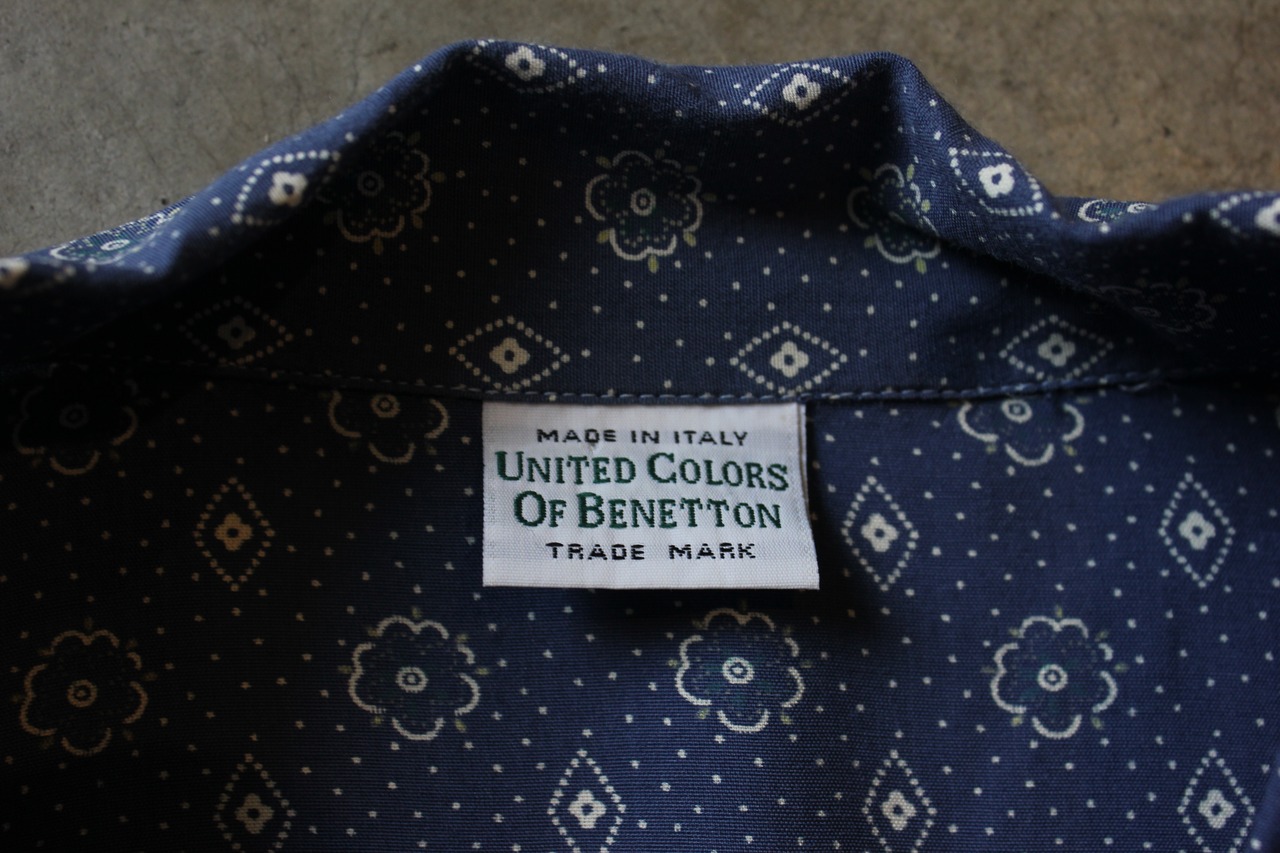 MADE IN ITALY
UNITED COLORS
OF BENETTON
TRADE MARK